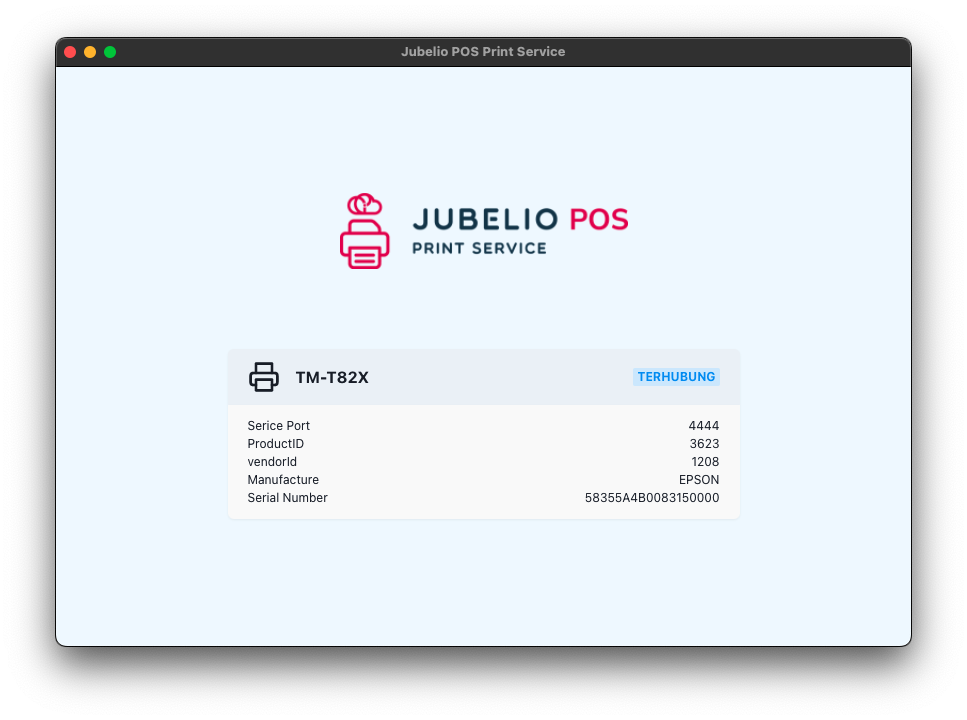 Jubelio POS Print Service
JUBELIO POS
PRINT SERVICE
TM-T82X TERHUBUNG
Serice Port 4444
ProductID 3623
vendorId 1208
Manufacture EPSON
Serial Number 58355A4B0083150000